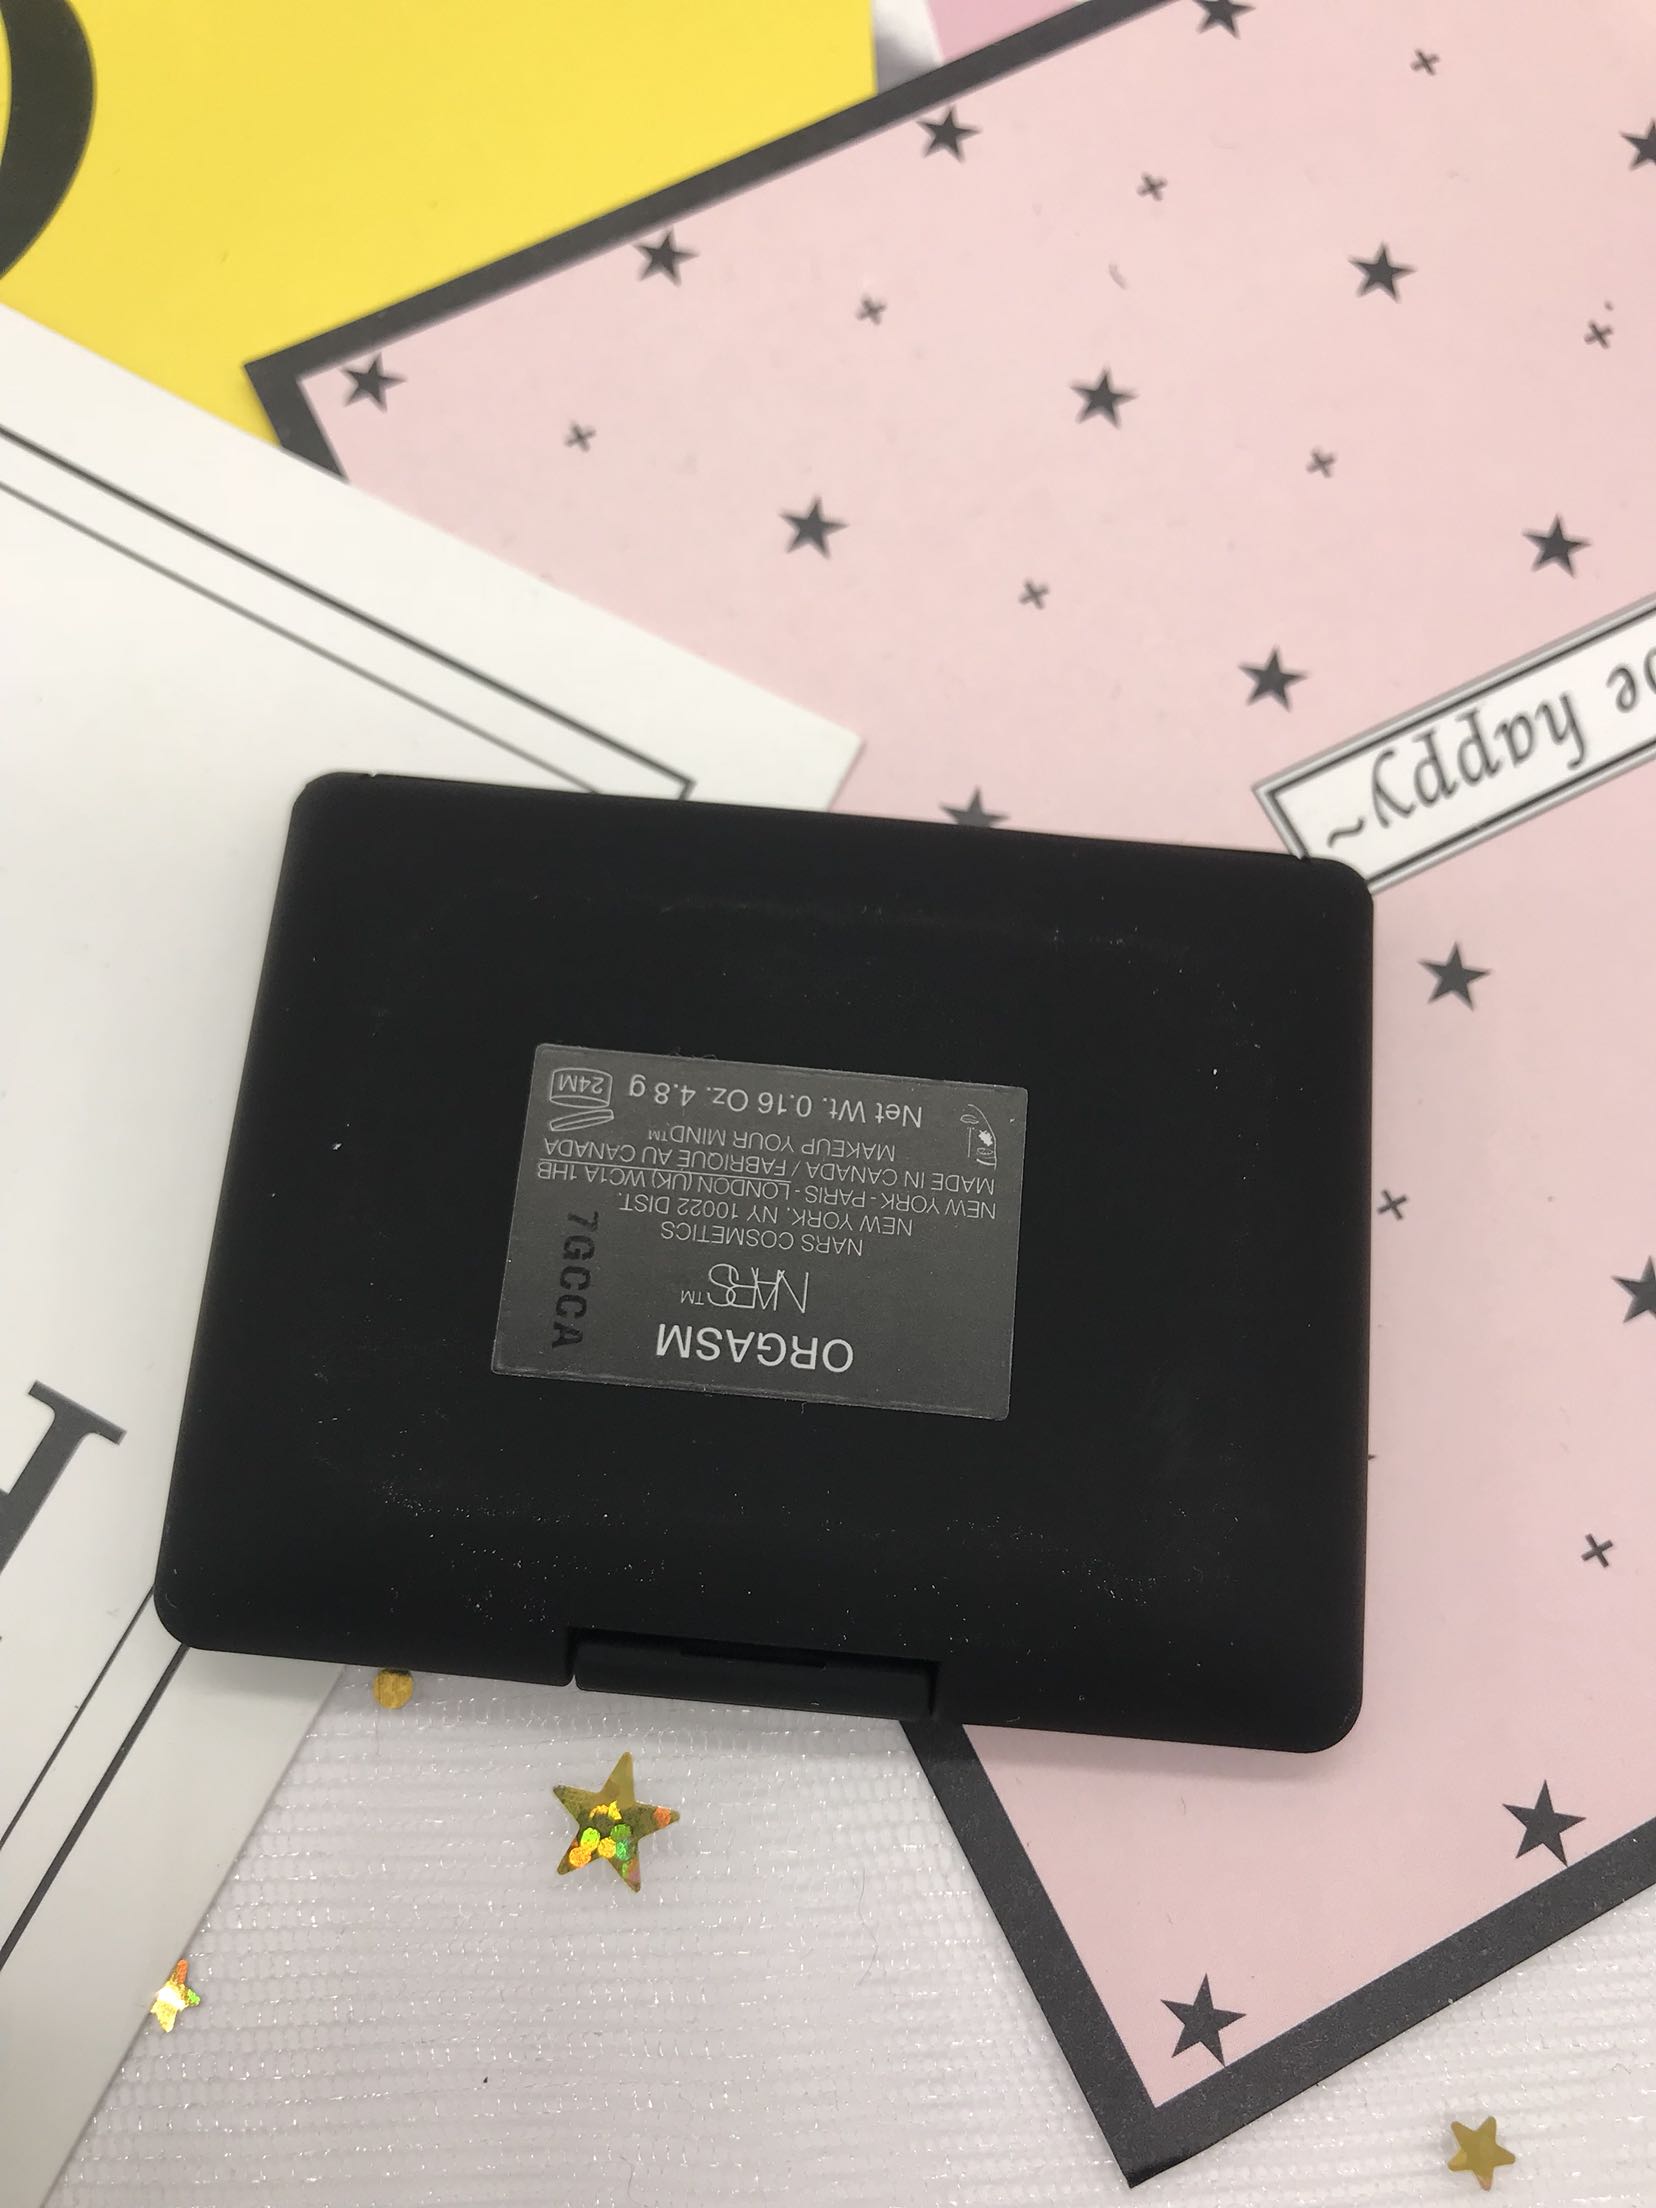 ORGASM
NARS™
NARS COSMETICS
NEW YORK, NY 10022 DIST.
NEW YORK - PARIS - LONDON (UK) WC1A 1HB
MADE IN CANADA / FABRIQUÉ AU CANADA
MAKEUP YOUR MIND™
Net Wt. 0.16 Oz. 4.8 g
24M
7GCCA
be happy~